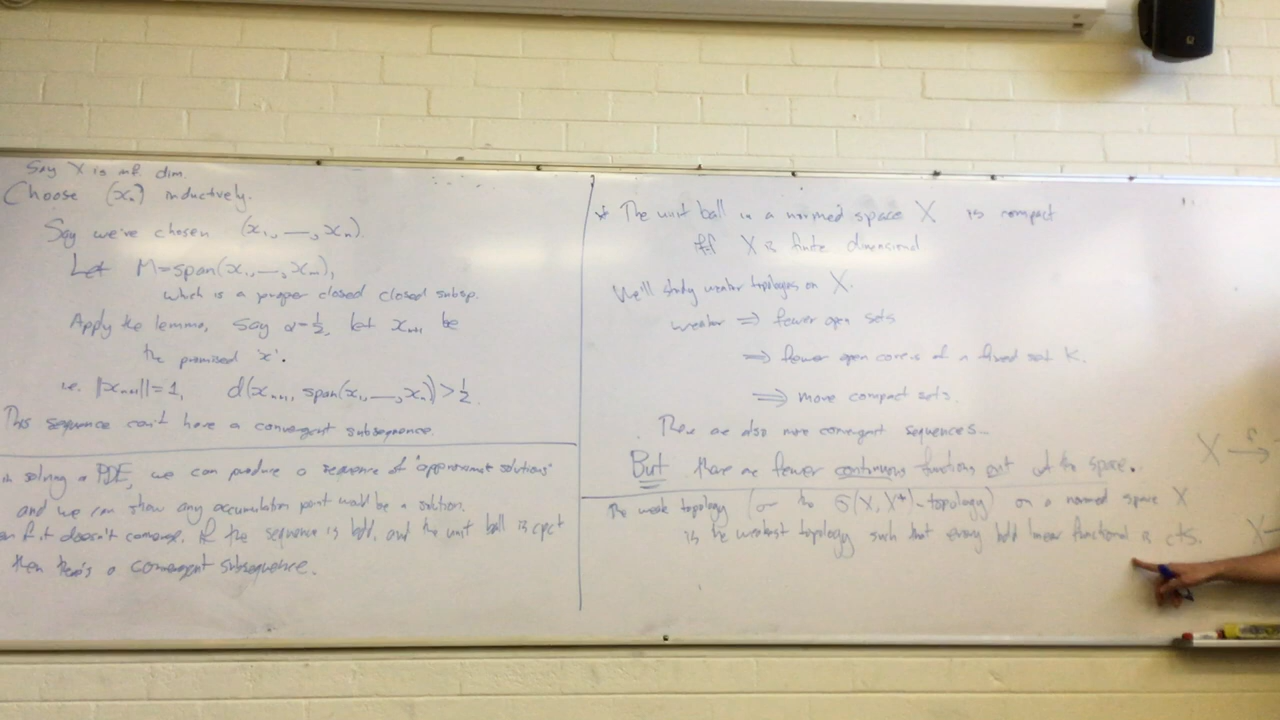 Say X is inf. dim.
Choose (xₙ) inductively.
Say we've chosen (x₁, —, xₙ).
Let M=span(x₁, —, xₙ),
which is a proper closed closed subsp.
Apply the lemma, say α=½, let xₙ₊₁ be
the promised 'x'.
i.e. ||xₙ₊₁||=1, d(xₙ₊₁, span(x₁, —, xₙ))>½.
This sequence can't have a convergent subsequence.
in solving a PDE, we can produce a sequence of "approximate solutions"
and we can show any accumulation point would be a solution.
if it doesn't converge. If the sequence is bdd, and the unit ball is cpct
then there's a convergent subsequence.
* The unit ball in a normed space X is compact
iff X is finite dimensional
We'll study weaker topologies on X.
weaker ⇒ fewer open sets
⇒ fewer open covers of a fixed set K.
⇒ more compact sets.
There are also more convergent sequences...
But there are fewer continuous functions out of the space.
The weak topology (or the σ(X, X*)-topology) on a normed space X
is the weakest topology such that every bdd linear functional is cts.
X → f
X